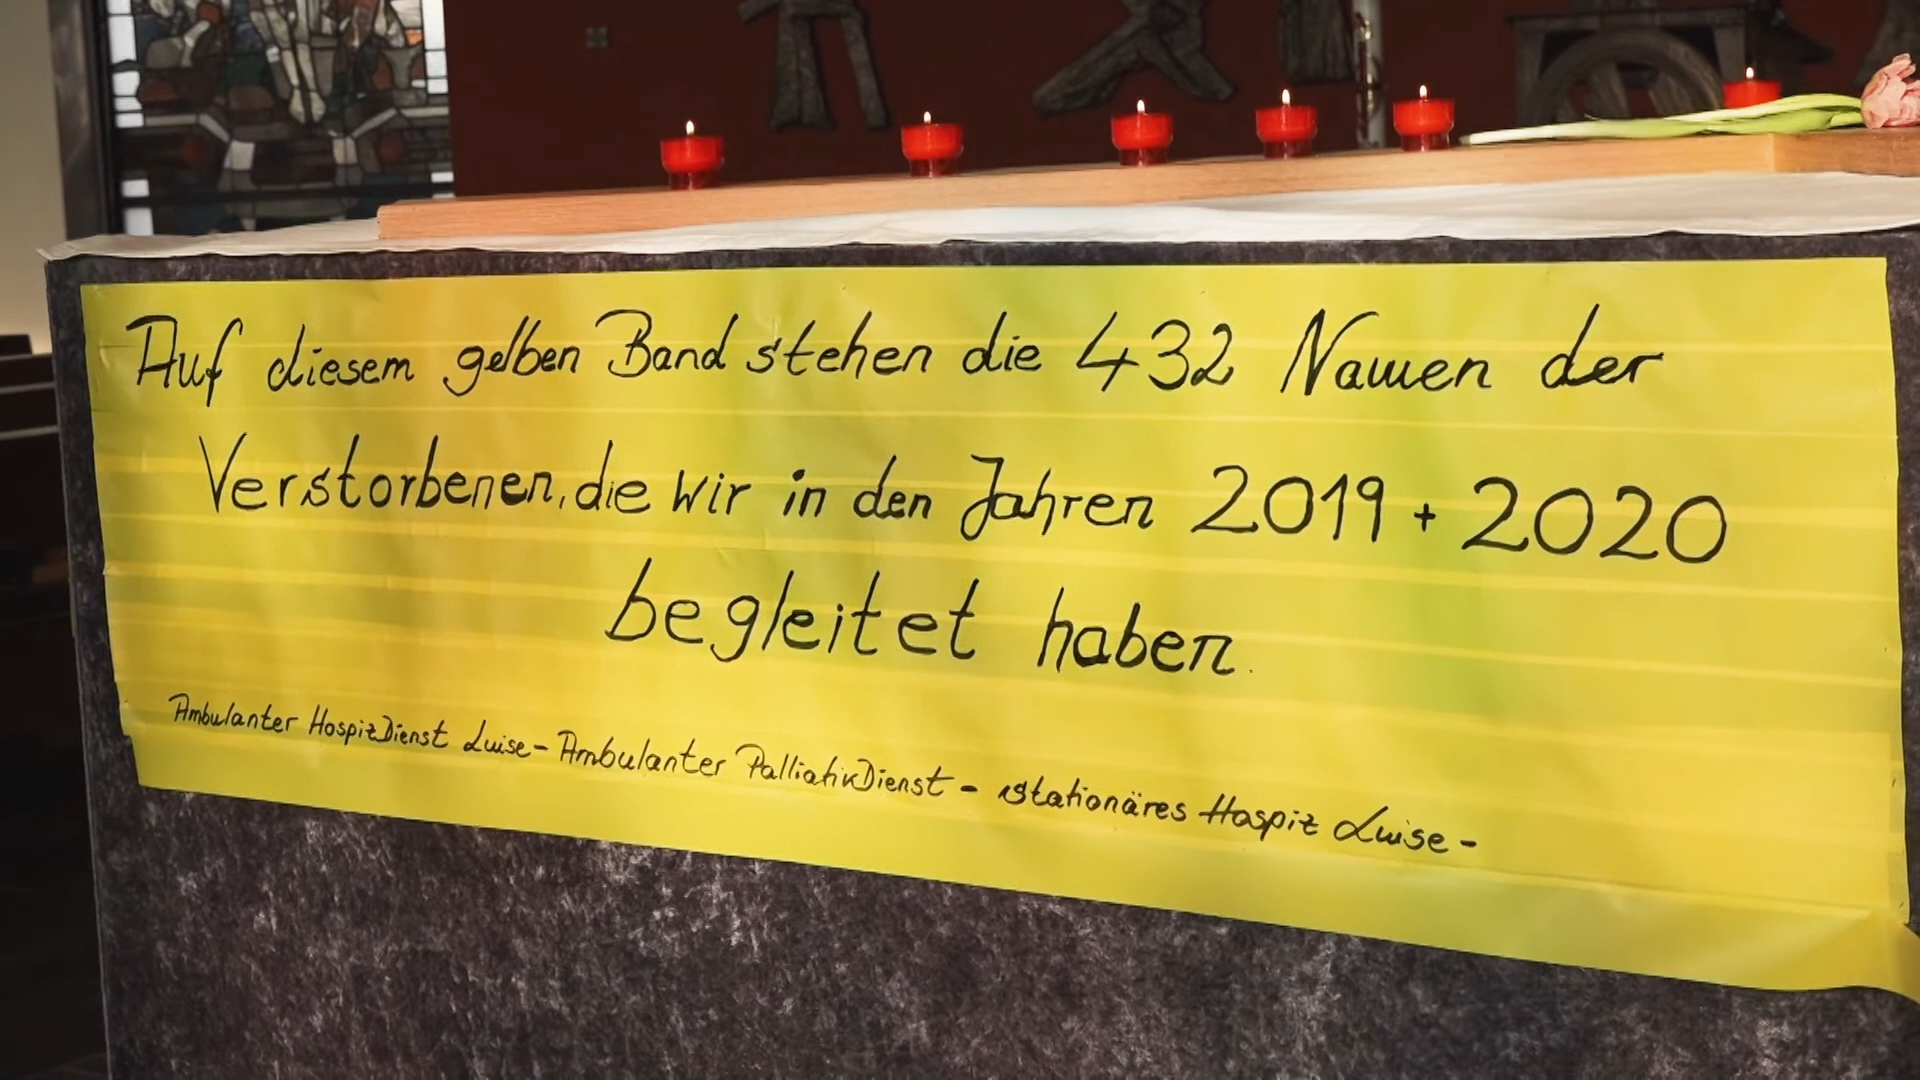 Auf diesem gelben Band stehen die 432 Namen der
Verstorbenen, die wir in den Jahren 2019 + 2020
begleitet haben.
Ambulanter HospizDienst Luise - Ambulanter PalliativDienst - stationäres Hospiz Luise -